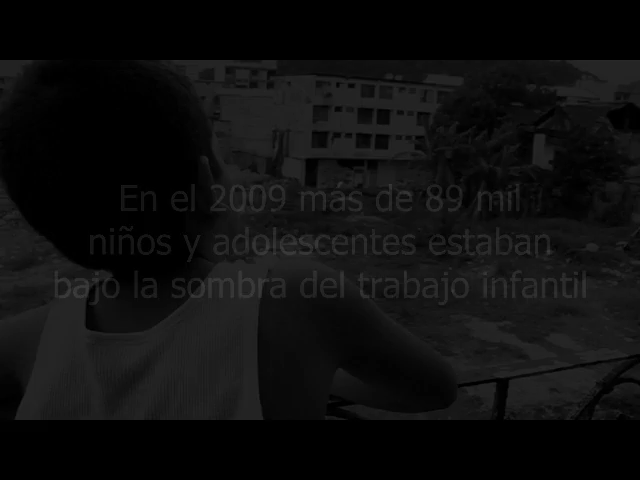 En el 2009 más de 89 mil
niños y adolescentes estaban
bajo la sombra del trabajo infantil